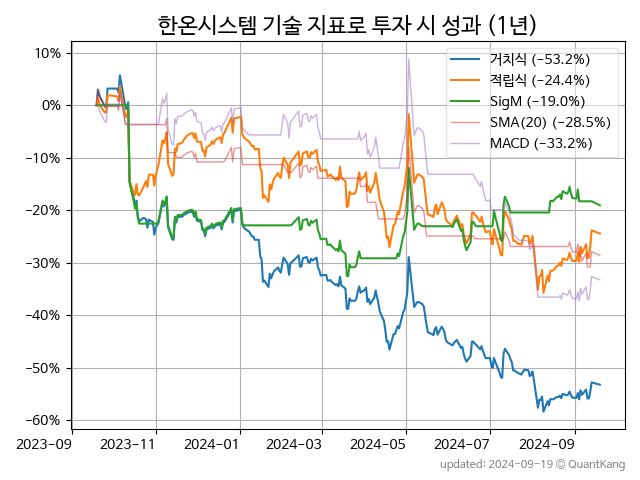 한온시스템 기술 지표로 투자 시 성과 (1년)
10%
0%
−10%
−20%
−30%
−40%
−50%
−60%
거치식 (−53.2%)
적립식 (−24.4%)
SigM (−19.0%)
SMA(20) (−28.5%)
MACD (−33.2%)
2023-09 2023-11 2024-01 2024-03 2024-05 2024-07 2024-09
updated: 2024-09-19 © QuantKang